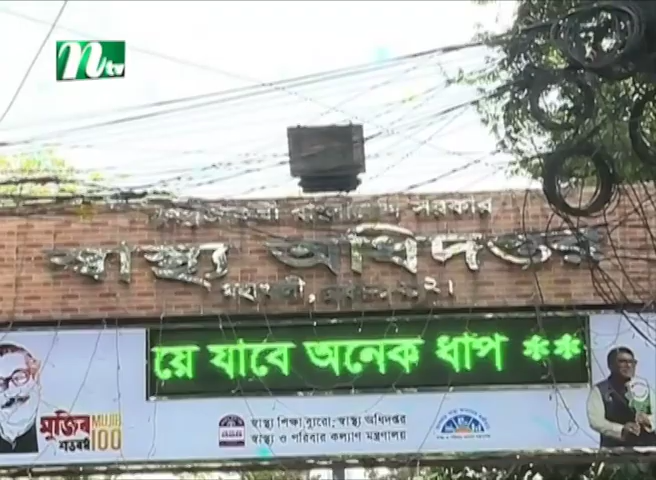 ntv
গণপ্রজাতন্ত্রী বাংলাদেশ সরকার
স্বাস্থ্য অধিদপ্তর
মহাখালী, ঢাকা-১২১২
য়ে যাবে অনেক ধাপ **
মুজিব
শতবর্ষ
MUJIB
100
স্বাস্থ্য শিক্ষা ব্যুরো, স্বাস্থ্য অধিদপ্তর
স্বাস্থ্য ও পরিবার কল্যাণ মন্ত্রণালয়